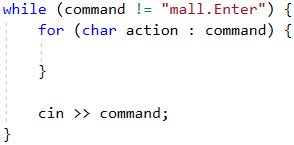 while (command != "mall.Enter") {
    for (char action : command) {

    }

    cin >> command;
}